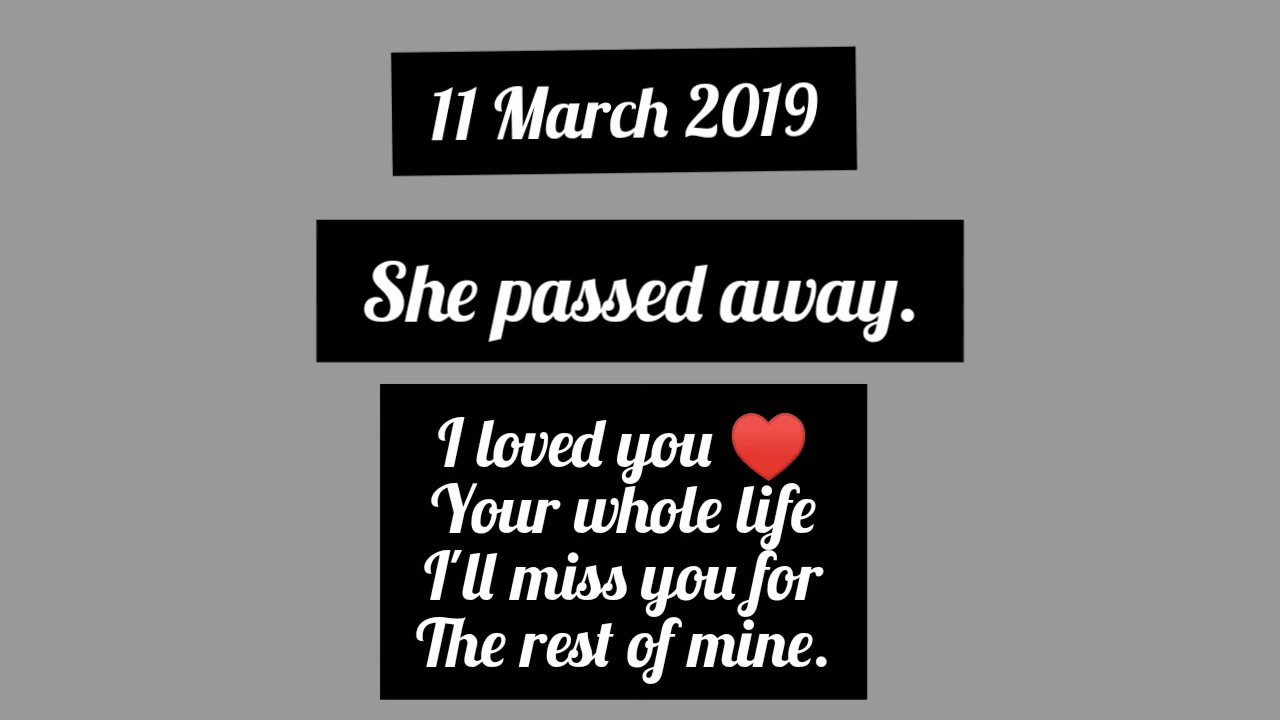 11 March 2019
She passed away.
I loved you ♥️
Your whole life
I'll miss you for
The rest of mine.